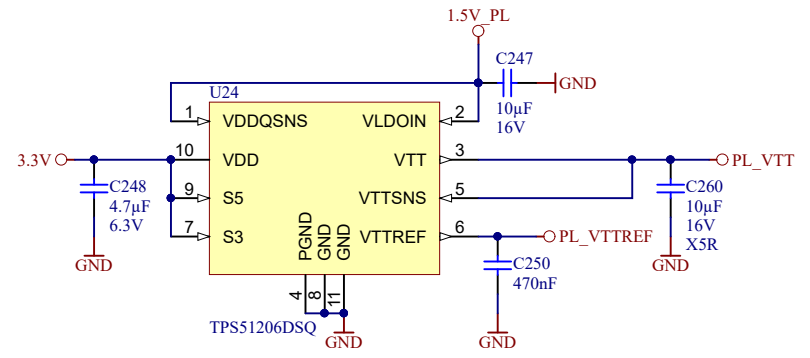 1.5V_PL
C247
GND
10µF
16V
U24
1
VDDQSNS
VLDOIN
2
3.3V
10
VDD
VTT
3
PL_VTT
C248
4.7µF
6.3V
GND
9
S5
VTTSNS
5
C260
10µF
16V
X5R
GND
7
S3
VTTREF
6
PL_VTTREF
PGND
GND
GND
C250
470nF
GND
4
8
11
TPS51206DSQ
GND